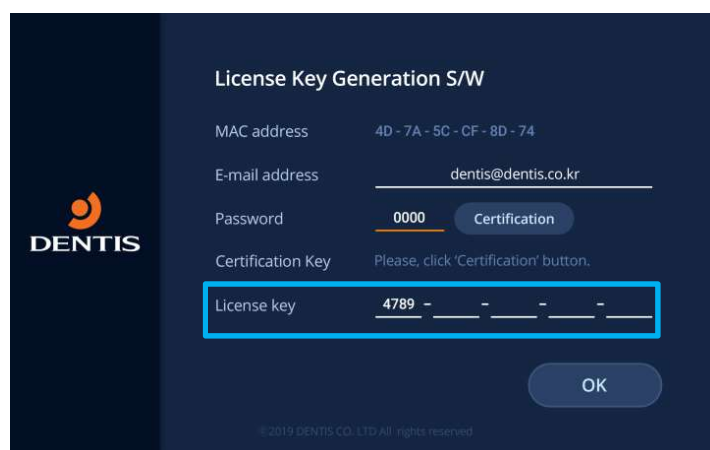 License Key Generation S/W
MAC address 4D - 7A - 5C - CF - 8D - 74
E-mail address dentis@dentis.co.kr
Password 0000 Certification
DENTIS
Certification Key Please, click 'Certification' button.
License key 4789 – – – –
OK
©2019 DENTIS CO. LTD All rights reserved